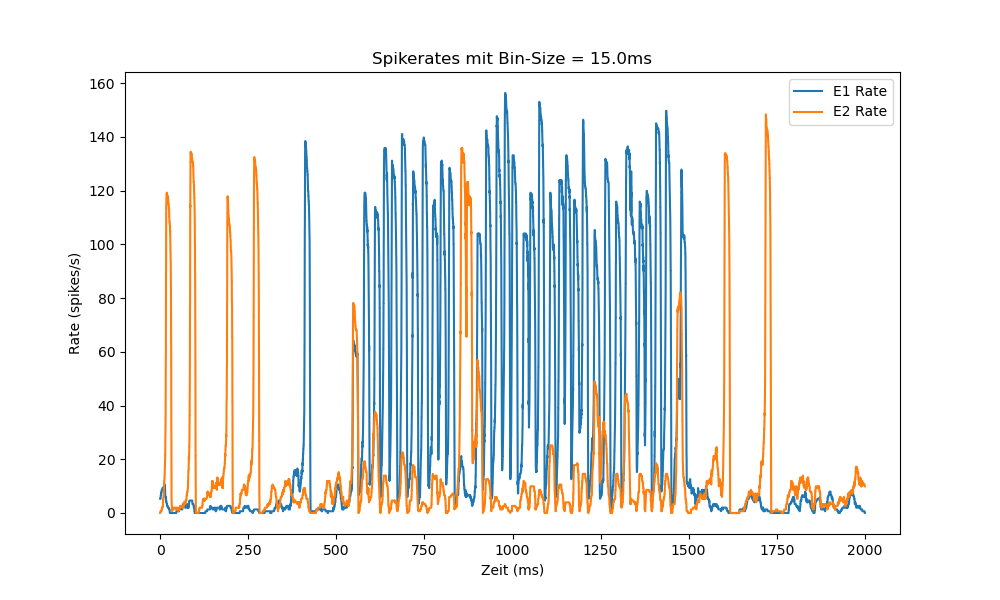 Spikerates mit Bin-Size = 15.0ms
E1 Rate
E2 Rate
160
140
120
100
80
60
40
20
0
Rate (spikes/s)
0 250 500 750 1000 1250 1500 1750 2000
Zeit (ms)